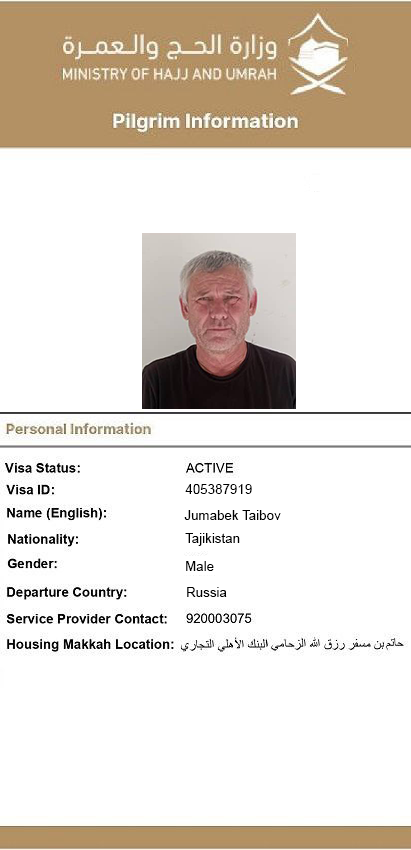 وزارة الحج والعمرة
MINISTRY OF HAJJ AND UMRAH
Pilgrim Information
Personal Information
Visa Status: ACTIVE
Visa ID: 405387919
Name (English): Jumabek Taibov
Nationality: Tajikistan
Gender: Male
Departure Country: Russia
Service Provider Contact: 920003075
Housing Makkah Location: حاتم بن مسفر رزق الله الزحامي البنك الأهلي التجاري